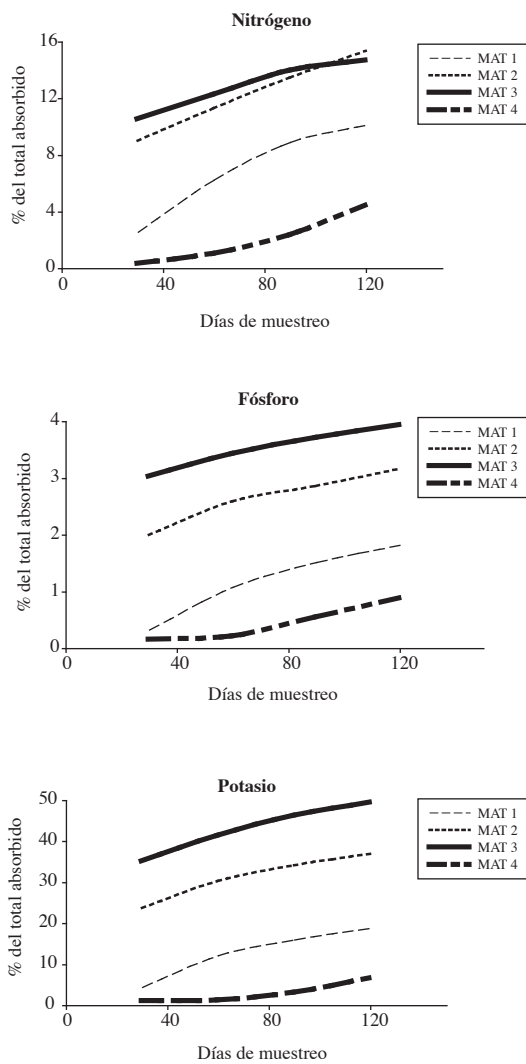 Nitrógeno
16
12
8
4
0
% del total absorbido
0 80 120
Días de muestreo
MAT 1
MAT 2
MAT 3
MAT 4
Fósforo
4
3
2
1
0
% del total absorbido
0 40 80 120
Días de muestreo
MAT 1
MAT 2
MAT 3
MAT 4
Potasio
50
40
30
20
10
0
% del total absorbido
0 40 80 120
Días de muestreo
MAT 1
MAT 2
MAT 3
MAT 4